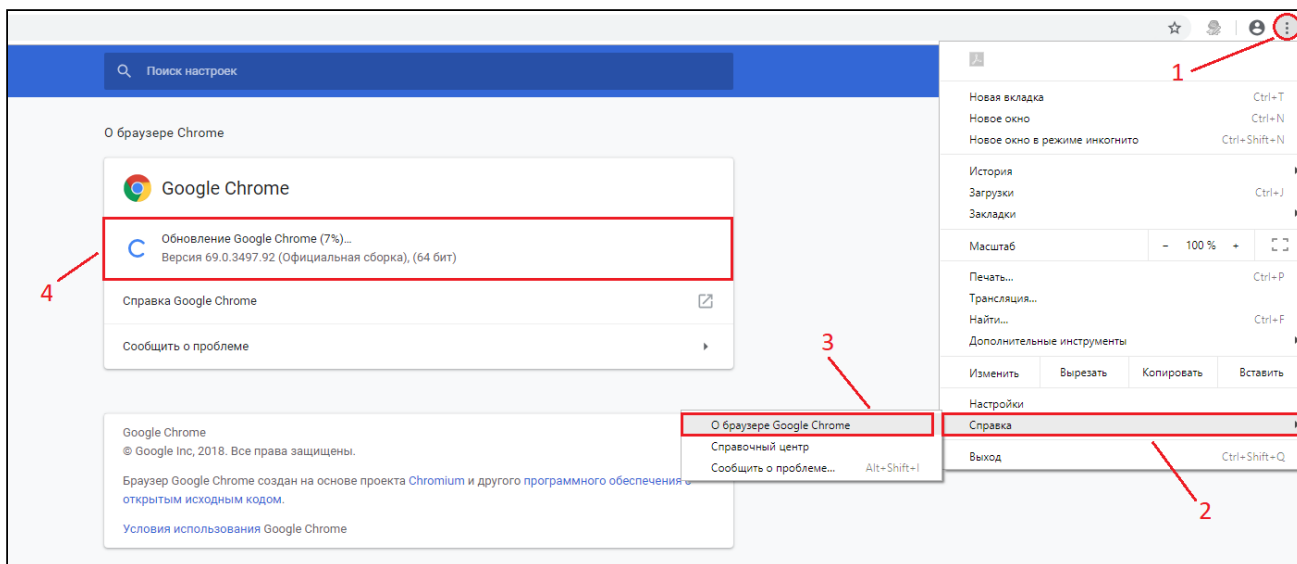 1
Поиск настроек
О браузере Chrome
Google Chrome
Обновление Google Chrome (7%)...
Версия 69.0.3497.92 (Официальная сборка), (64 бит)
4
Справка Google Chrome
Сообщить о проблеме
Google Chrome
© Google Inc, 2018. Все права защищены.
Браузер Google Chrome создан на основе проекта Chromium и другого программного обеспечения с
открытым исходным кодом.
Условия использования Google Chrome
Новая вкладка Ctrl+T
Новое окно Ctrl+N
Новое окно в режиме инкогнито Ctrl+Shift+N
История
Загрузки Ctrl+J
Закладки
Масштаб - 100 % +
Печать... Ctrl+P
Трансляция...
Найти... Ctrl+F
Дополнительные инструменты
Изменить Вырезать Копировать Вставить
Настройки
Справка
Выход Ctrl+Shift+Q
2
3
О браузере Google Chrome
Справочный центр
Сообщить о проблеме... Alt+Shift+I